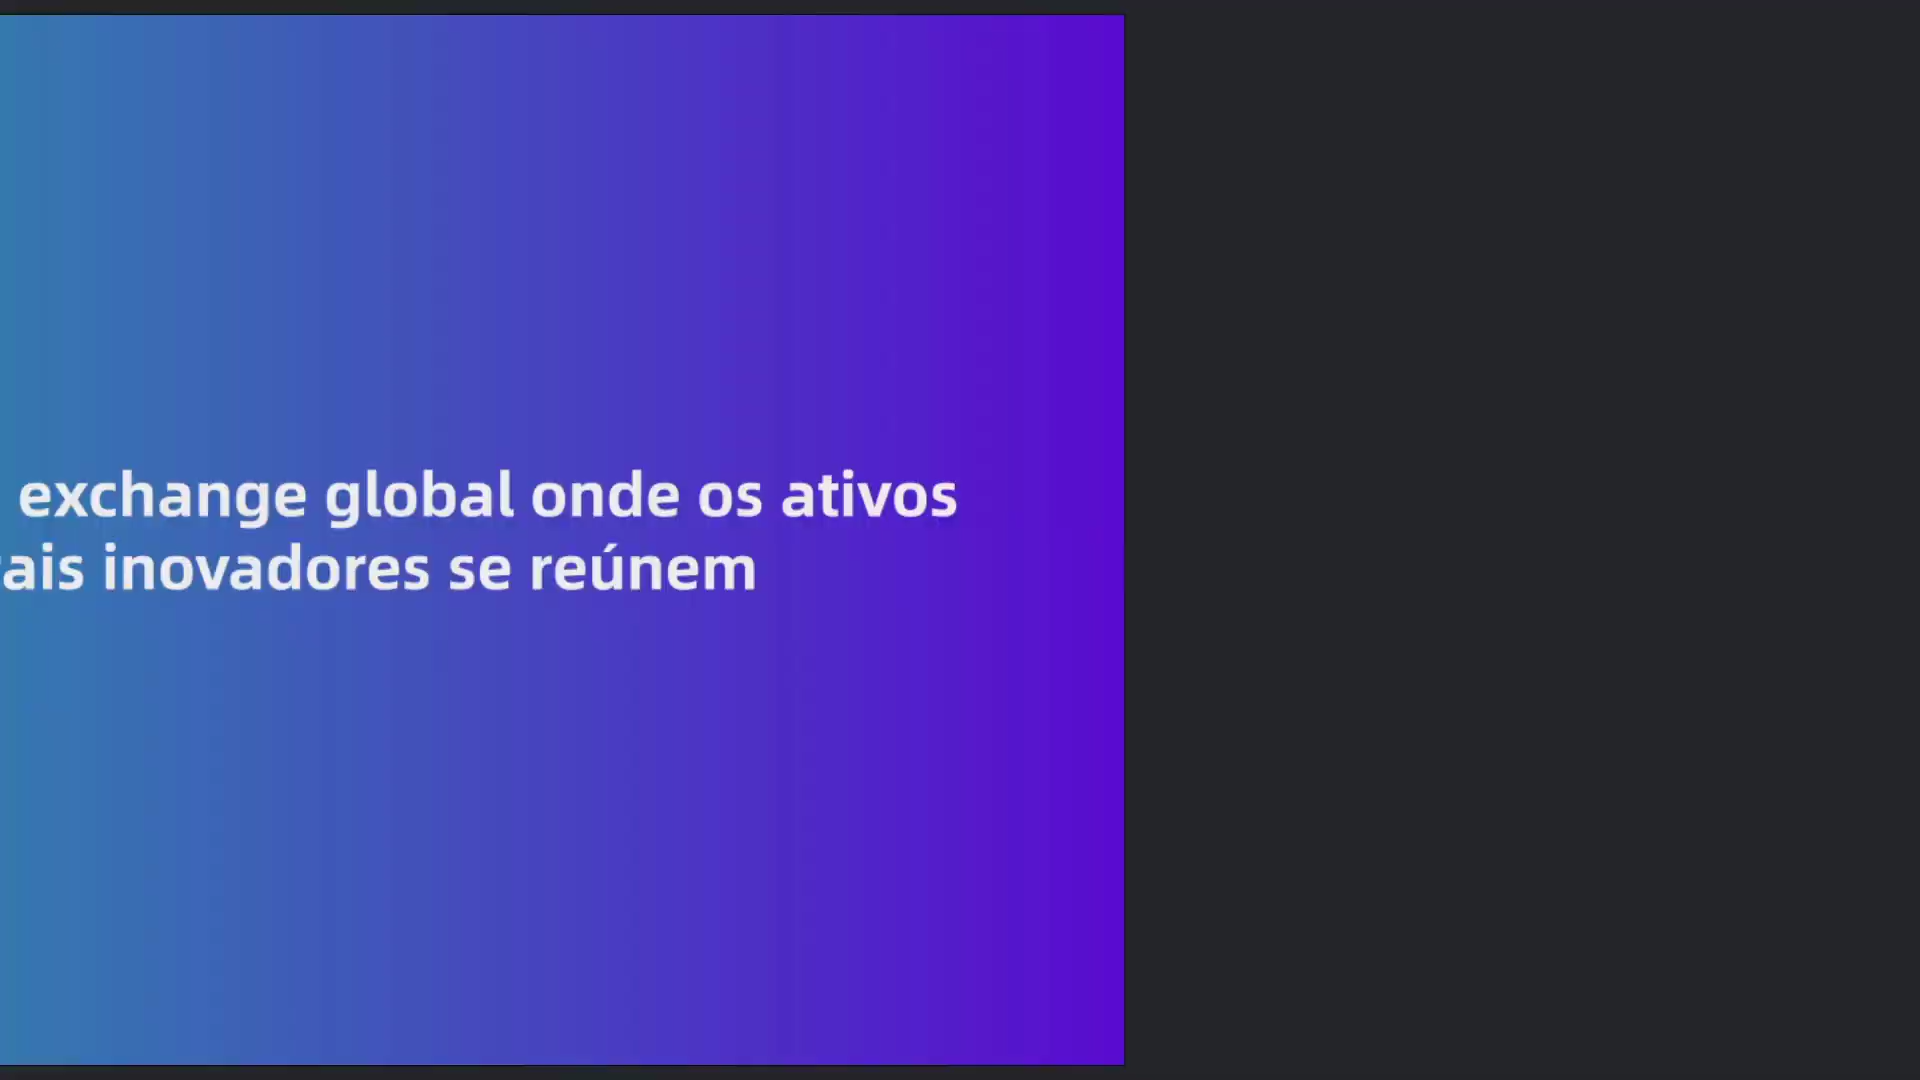 exchange global onde os ativos
ais inovadores se reúnem